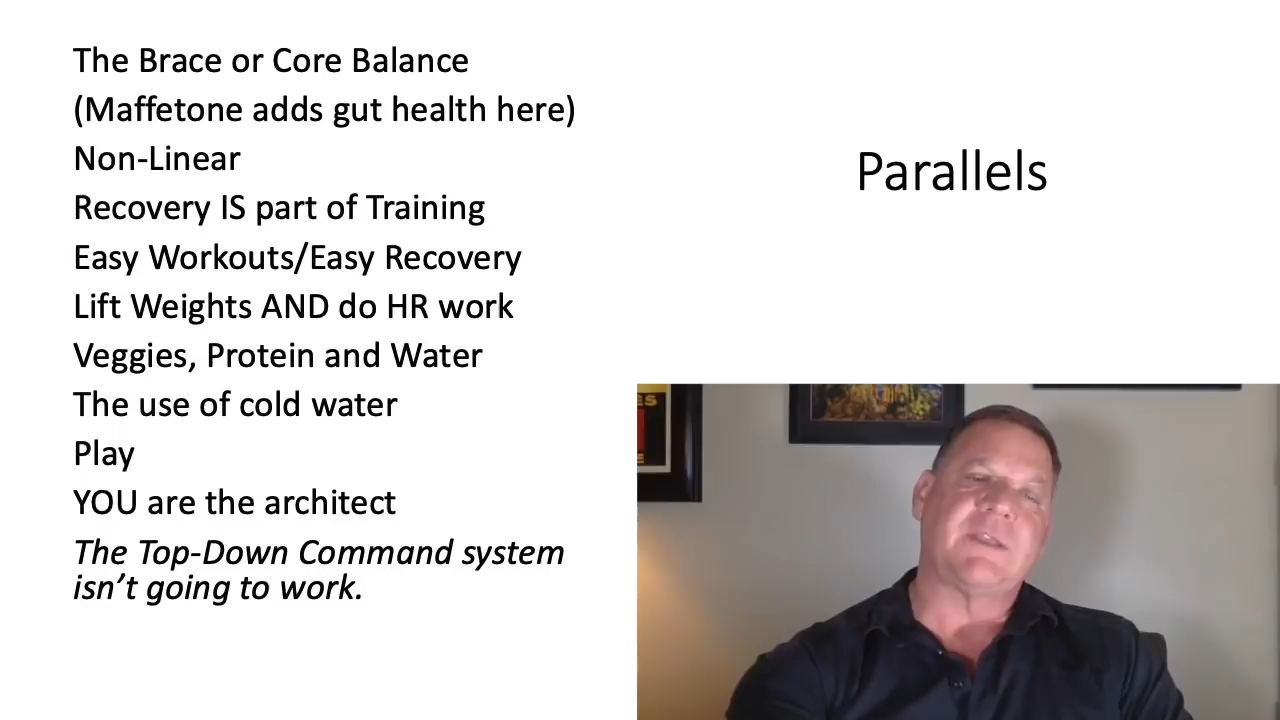 The Brace or Core Balance
(Maffetone adds gut health here)
Non-Linear
Recovery IS part of Training
Easy Workouts/Easy Recovery
Lift Weights AND do HR work
Veggies, Protein and Water
The use of cold water
Play
YOU are the architect
The Top-Down Command system
isn’t going to work.
Parallels
ES